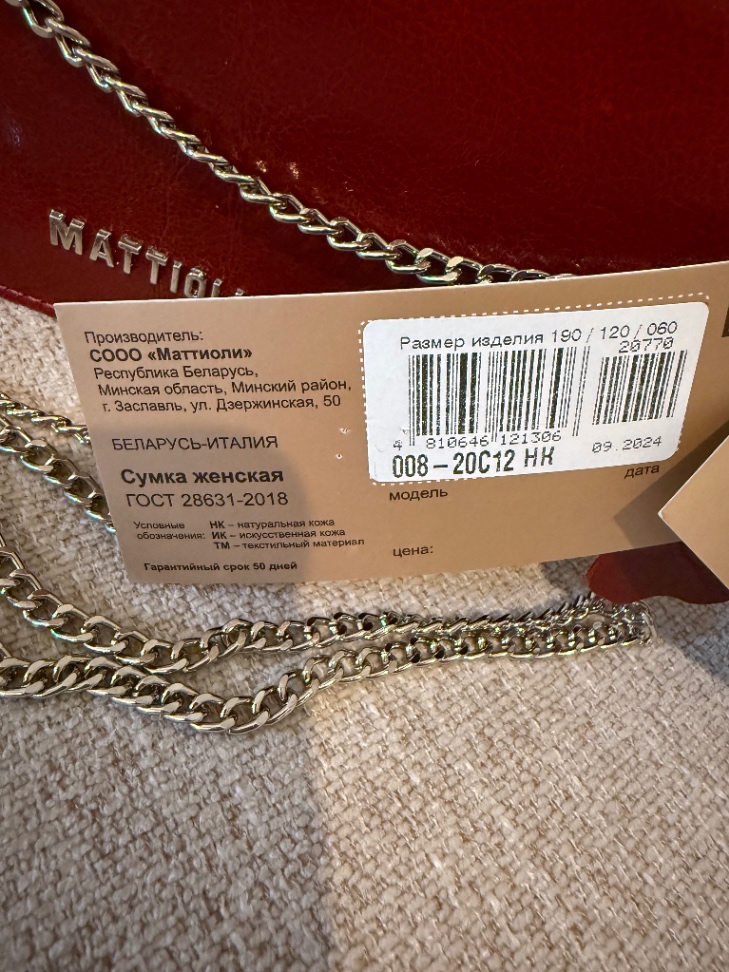 MATTIOLI
Производитель:
СООО «Маттиоли»
Республика Беларусь,
Минская область, Минский район,
г. Заславль, ул. Дзержинская, 50
БЕЛАРУСЬ-ИТАЛИЯ
Сумка женская
ГОСТ 28631-2018
Условные обозначения:
НК – натуральная кожа
ИК – искусственная кожа
ТМ – текстильный материал
Гарантийный срок 50 дней
Размер изделия 190 / 120 / 060
20770
4 810646 121306
09.2024
008-20С12 НК
дата
модель
цена: